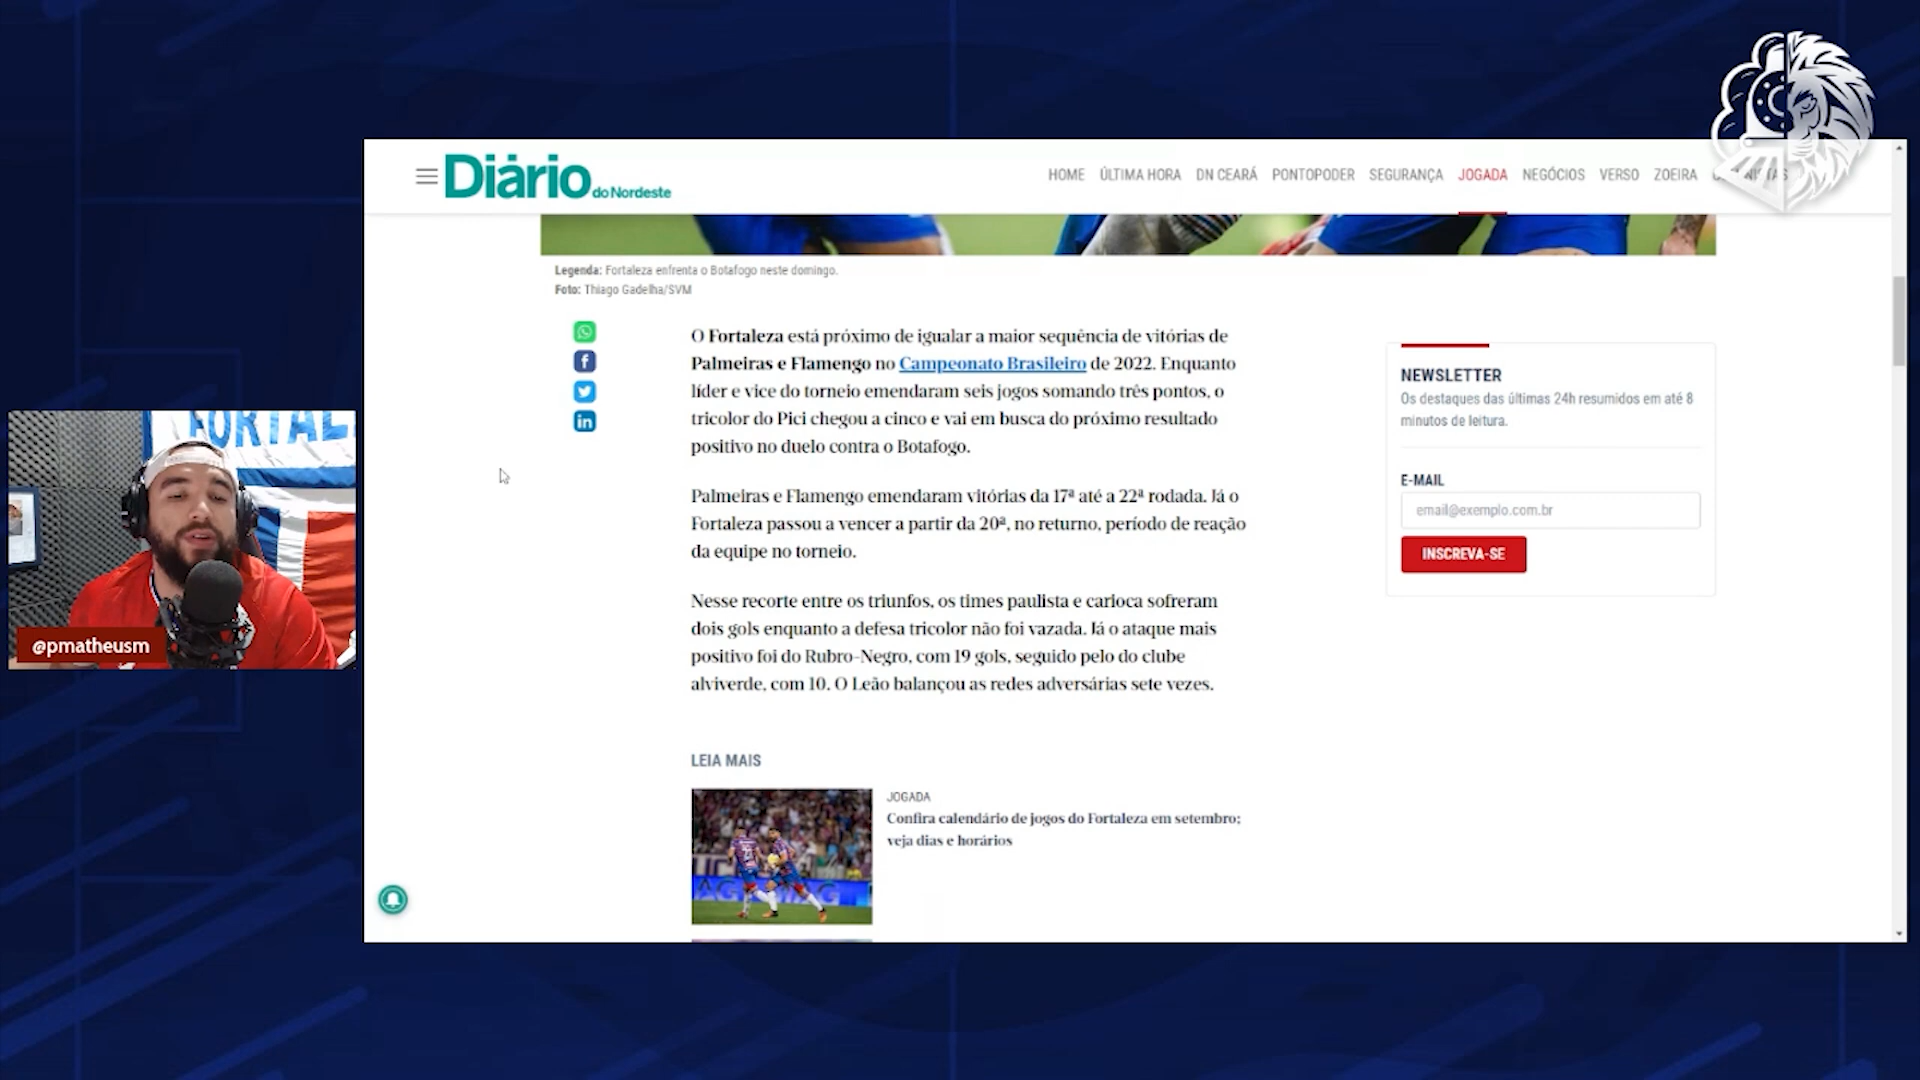 Diário do Nordeste
HOME ÚLTIMA HORA DN CEARÁ PONTOPODER SEGURANÇA JOGADA NEGÓCIOS VERSO ZOEIRA
Legenda: Fortaleza enfrenta o Botafogo neste domingo.
Foto: Thiago Gadelha/SVM
O Fortaleza está próximo de igualar a maior sequência de vitórias de
Palmeiras e Flamengo no Campeonato Brasileiro de 2022. Enquanto
líder e vice do torneio emendaram seis jogos somando três pontos, o
tricolor do Pici chegou a cinco e vai em busca do próximo resultado
positivo no duelo contra o Botafogo.
Palmeiras e Flamengo emendaram vitórias da 17ª até a 22ª rodada. Já o
Fortaleza passou a vencer a partir da 20ª, no returno, período de reação
da equipe no torneio.
Nesse recorte entre os triunfos, os times paulista e carioca sofreram
dois gols enquanto a defesa tricolor não foi vazada. Já o ataque mais
positivo foi do Rubro-Negro, com 19 gols, seguido pelo do clube
alviverde, com 10. O Leão balançou as redes adversárias sete vezes.
NEWSLETTER
Os destaques das últimas 24h resumidos em até 8
minutos de leitura.
E-MAIL
email@exemplo.com.br
INSCREVA-SE
LEIA MAIS
JOGADA
Confira calendário de jogos do Fortaleza em setembro;
veja dias e horários
@pmatheusm